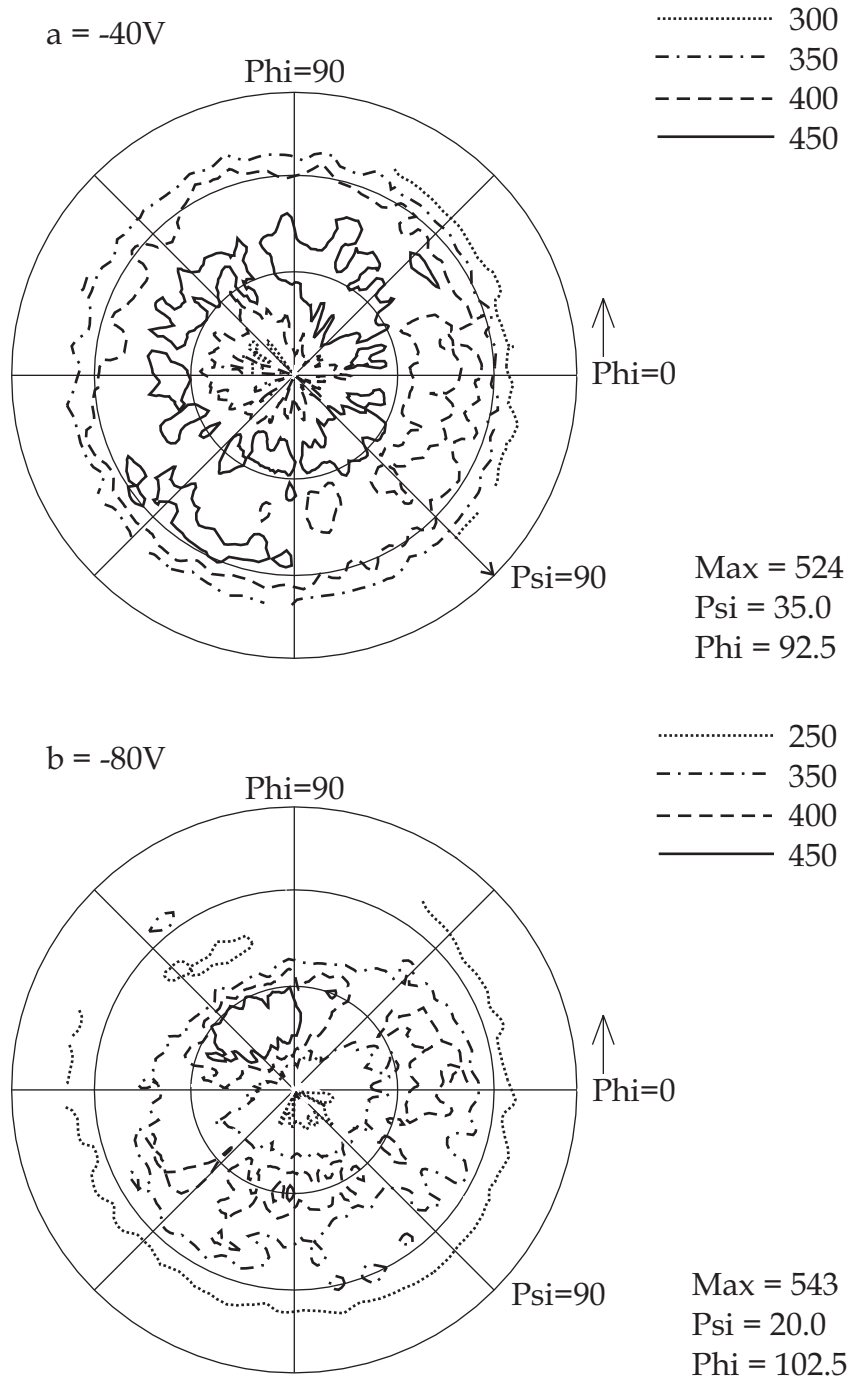 a = -40V
300
350
400
450
Phi=90
Phi=0
Psi=90
Max = 524
Psi = 35.0
Phi = 92.5
b = -80V
250
350
400
450
Phi=90
Phi=0
Psi=90
Max = 543
Psi = 20.0
Phi = 102.5